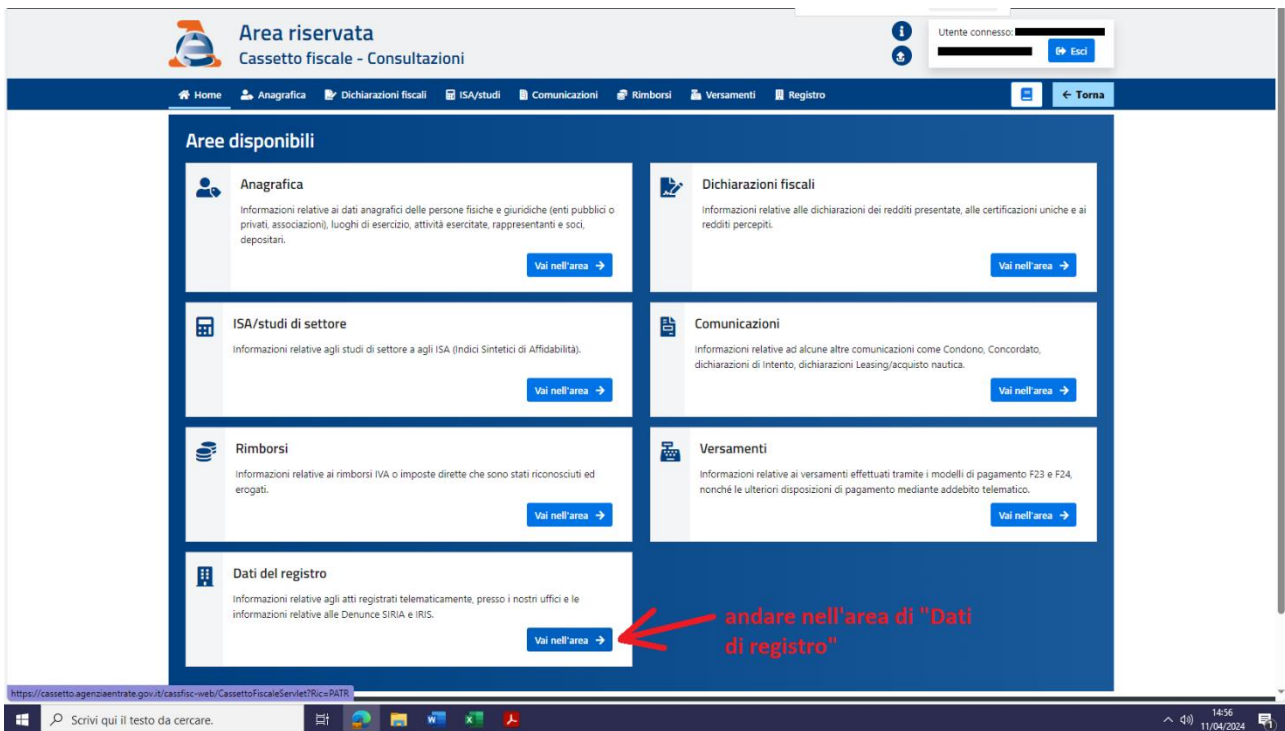 Area riservata
Cassetto fiscale - Consultazioni
Utente connesso:
Esci
Home Anagrafica Dichiarazioni fiscali ISA/studi Comunicazioni Rimborsi Versamenti Registro
← Torna
Aree disponibili
Anagrafica
Informazioni relative ai dati anagrafici delle persone fisiche e giuridiche (enti pubblici o
privati, associazioni), luoghi di esercizio, attività esercitate, rappresentanti e soci,
depositari.
Vai nell'area →
Dichiarazioni fiscali
Informazioni relative alle dichiarazioni dei redditi presentate, alle certificazioni uniche e ai
redditi percepiti.
Vai nell'area →
ISA/studi di settore
Informazioni relative agli studi di settore a agli ISA (Indici Sintetici di Affidabilità).
Vai nell'area →
Comunicazioni
Informazioni relative ad alcune altre comunicazioni come Condono, Concordato,
dichiarazioni di Intento, dichiarazioni Leasing/acquisto nautica.
Vai nell'area →
Rimborsi
Informazioni relative ai rimborsi IVA o imposte dirette che sono stati riconosciuti ed
erogati.
Vai nell'area →
Versamenti
Informazioni relative ai versamenti effettuati tramite i modelli di pagamento F23 e F24,
nonché le ulteriori disposizioni di pagamento mediante addebito telematico.
Vai nell'area →
Dati del registro
Informazioni relative agli atti registrati telematicamente, presso i nostri uffici e le
informazioni relative alle Denunce SIRIA e IRIS.
Vai nell'area →
andare nell'area di "Dati
di registro"
https://cassetto.agenziaentrate.gov.it/cassfisc-web/CassettoFiscaleServlet?Ric=PATR
Scrivi qui il testo da cercare.
14:56
11/04/2024